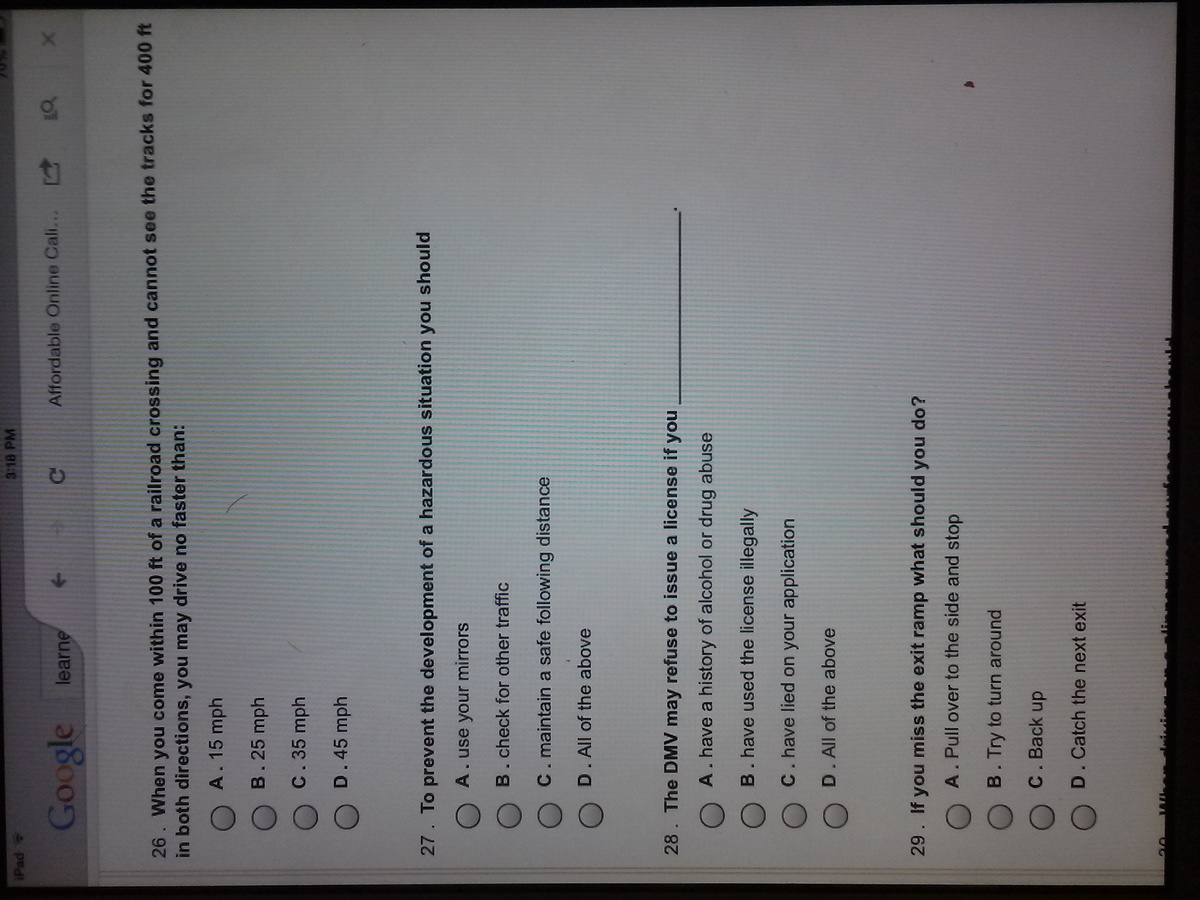 iPad
3:18 PM
70%
Google
learne
Affordable Online Cali...
26 . When you come within 100 ft of a railroad crossing and cannot see the tracks for 400 ft
in both directions, you may drive no faster than:
A . 15 mph
B . 25 mph
C . 35 mph
D . 45 mph
27 . To prevent the development of a hazardous situation you should
A . use your mirrors
B . check for other traffic
C . maintain a safe following distance
D . All of the above
28 . The DMV may refuse to issue a license if you ____________.
A . have a history of alcohol or drug abuse
B . have used the license illegally
C . have lied on your application
D . All of the above
29 . If you miss the exit ramp what should you do?
A . Pull over to the side and stop
B . Try to turn around
C . Back up
D . Catch the next exit